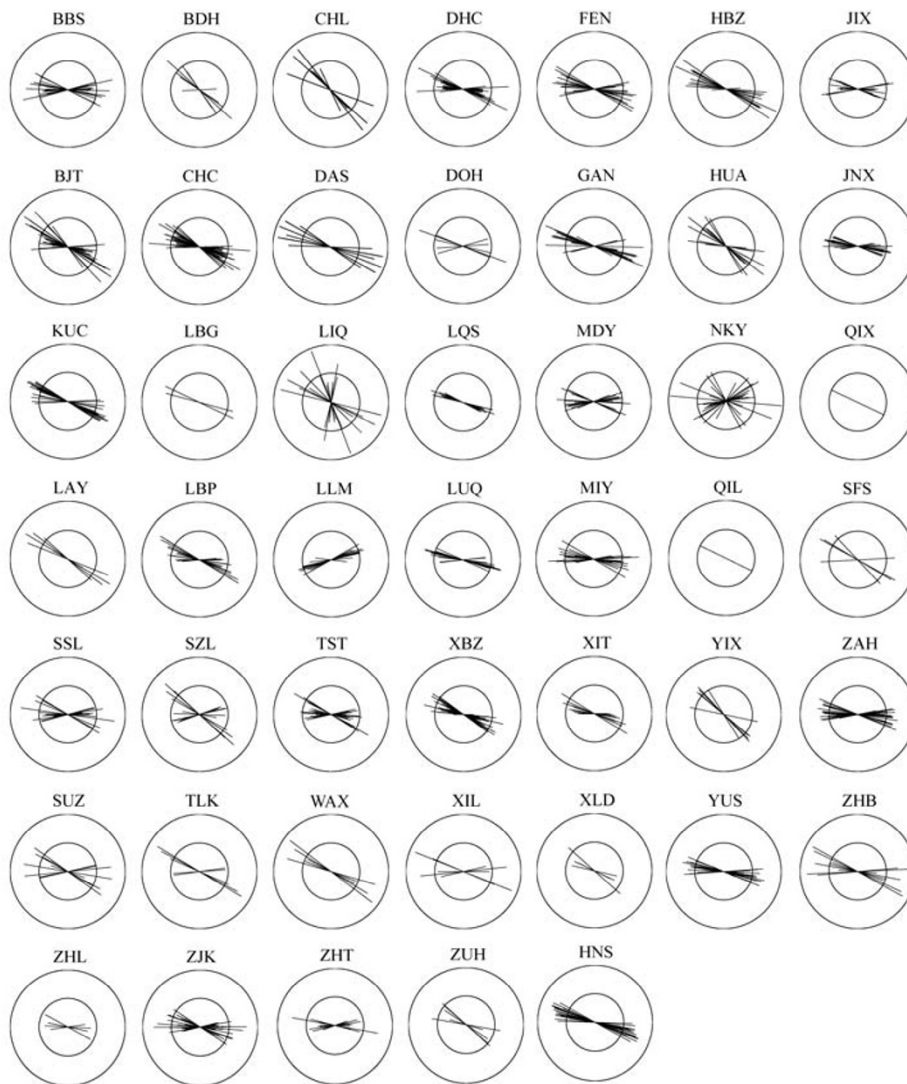 BBS BDH CHL DHC FEN HBZ JIX
BJT CHC DAS DOH GAN HUA JNX
KUC LBG LIQ LQS MDY NKY QIX
LAY LBP LLM LUQ MIY QIL SFS
SSL SZL TST XBZ XIT YIX ZAH
SUZ TLK WAX XIL XLD YUS ZHB
ZHL ZJK ZHT ZUH HNS